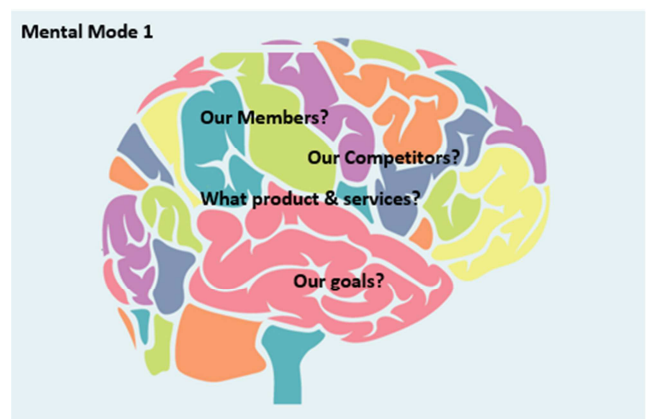 Mental Mode 1
Our Members?
Our Competitors?
What product & services?
Our goals?